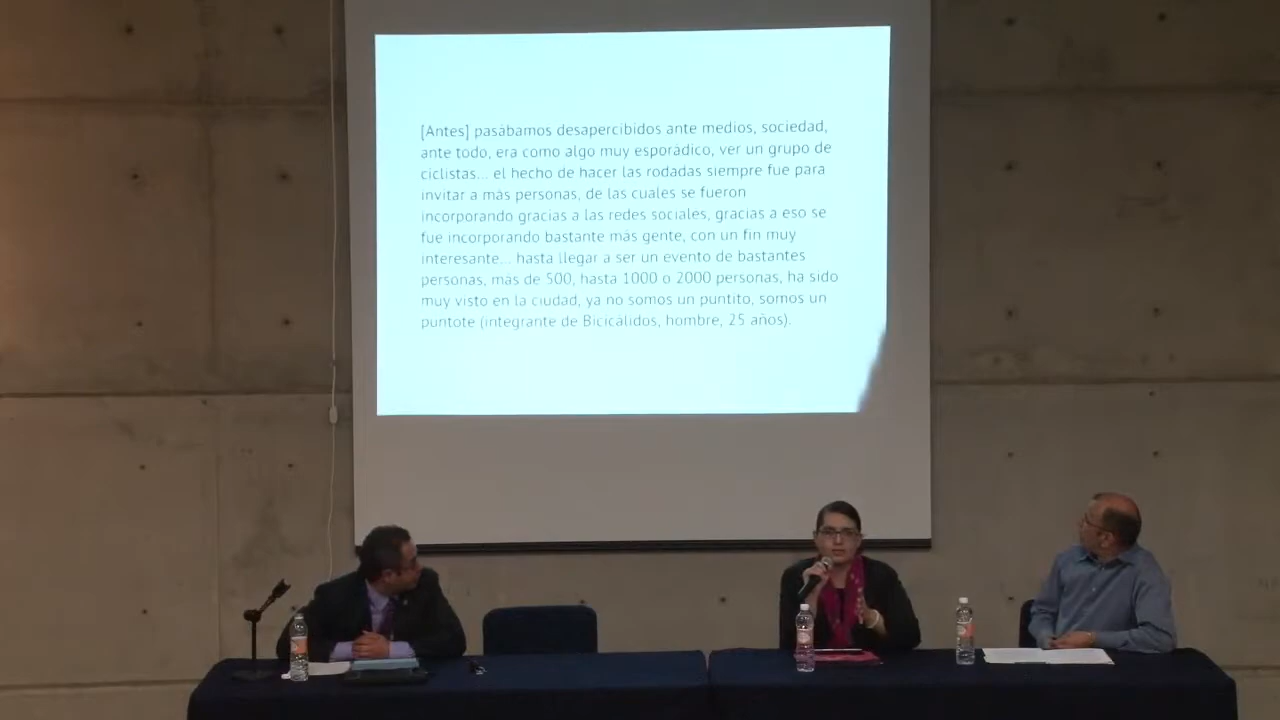 [Antes] pasábamos desapercibidos ante medios, sociedad,
ante todo, era como algo muy esporádico, ver un grupo de
ciclistas... el hecho de hacer las rodadas siempre fue para
invitar a más personas, de las cuales se fueron
incorporando gracias a las redes sociales, gracias a eso se
fue incorporando bastante más gente, con un fin muy
interesante... hasta llegar a ser un evento de bastantes
personas, más de 500, hasta 1000 o 2000 personas, ha sido
muy visto en la ciudad, ya no somos un puntito, somos un
puntote (integrante de Bicicálidos, hombre, 25 años).